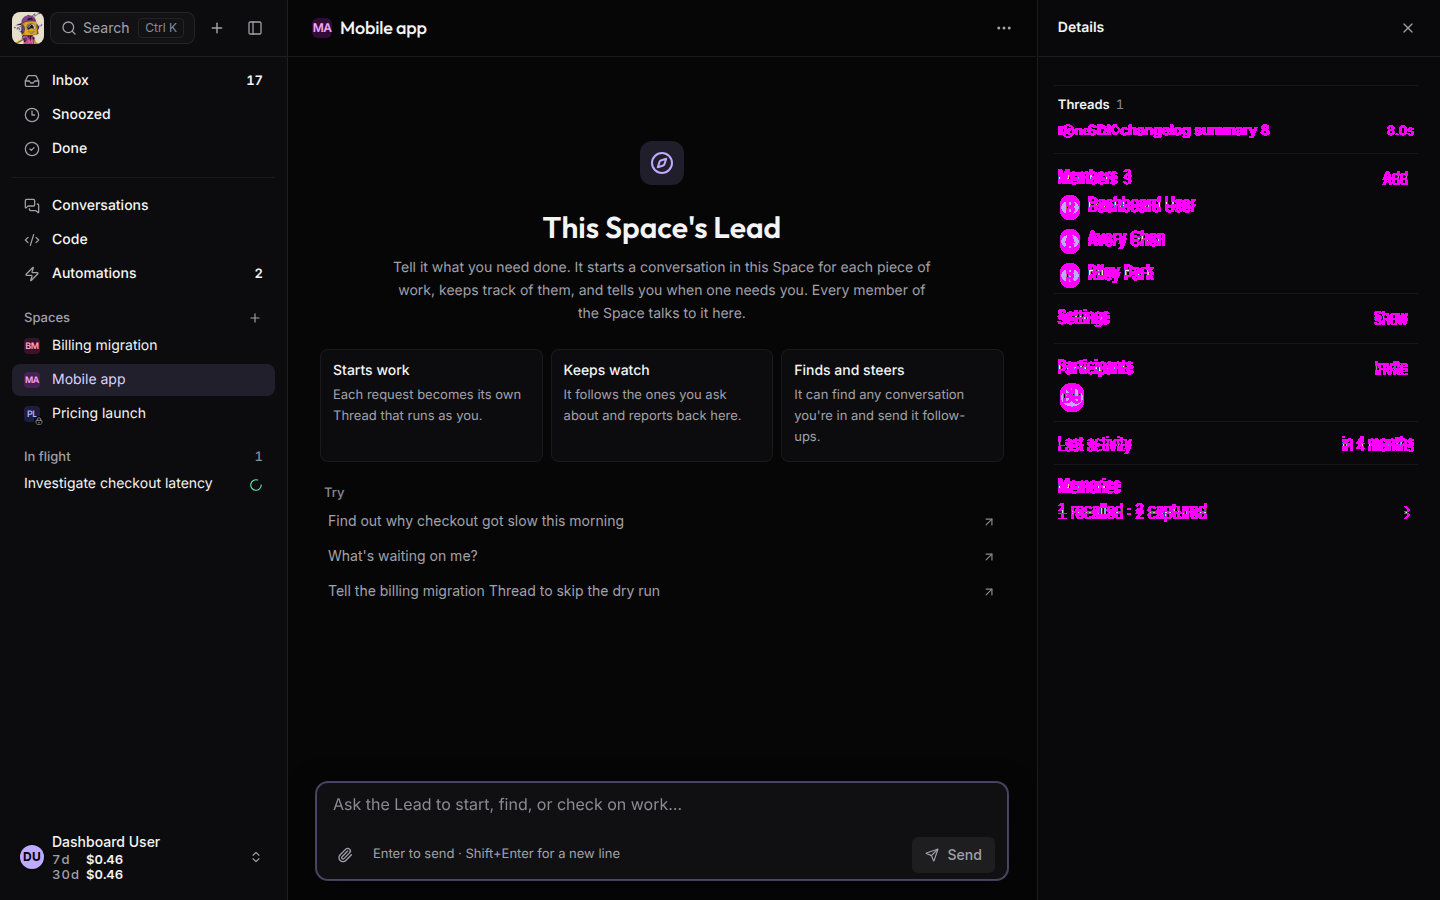 Search Ctrl K
Inbox 17
Snoozed
Done
Conversations
Code
Automations 2
Spaces
BM Billing migration
MA Mobile app
PL Pricing launch
In flight 1
Investigate checkout latency
DU Dashboard User
7d $0.46
30d $0.46
MA Mobile app
This Space's Lead
Tell it what you need done. It starts a conversation in this Space for each piece of
work, keeps track of them, and tells you when one needs you. Every member of
the Space talks to it here.
Starts work
Each request becomes its own
Thread that runs as you.
Keeps watch
It follows the ones you ask
about and reports back here.
Finds and steers
It can find any conversation
you're in and send it follow-
ups.
Try
Find out why checkout got slow this morning
What's waiting on me?
Tell the billing migration Thread to skip the dry run
Ask the Lead to start, find, or check on work...
Enter to send · Shift+Enter for a new line
Send
Details
Threads 1
changelog summary 8.0s
Members 3 Add
Dashboard User
Avery Chen
Riley Park
Settings Show
Participants Invite
Last activity in 4 months
Memories
captured